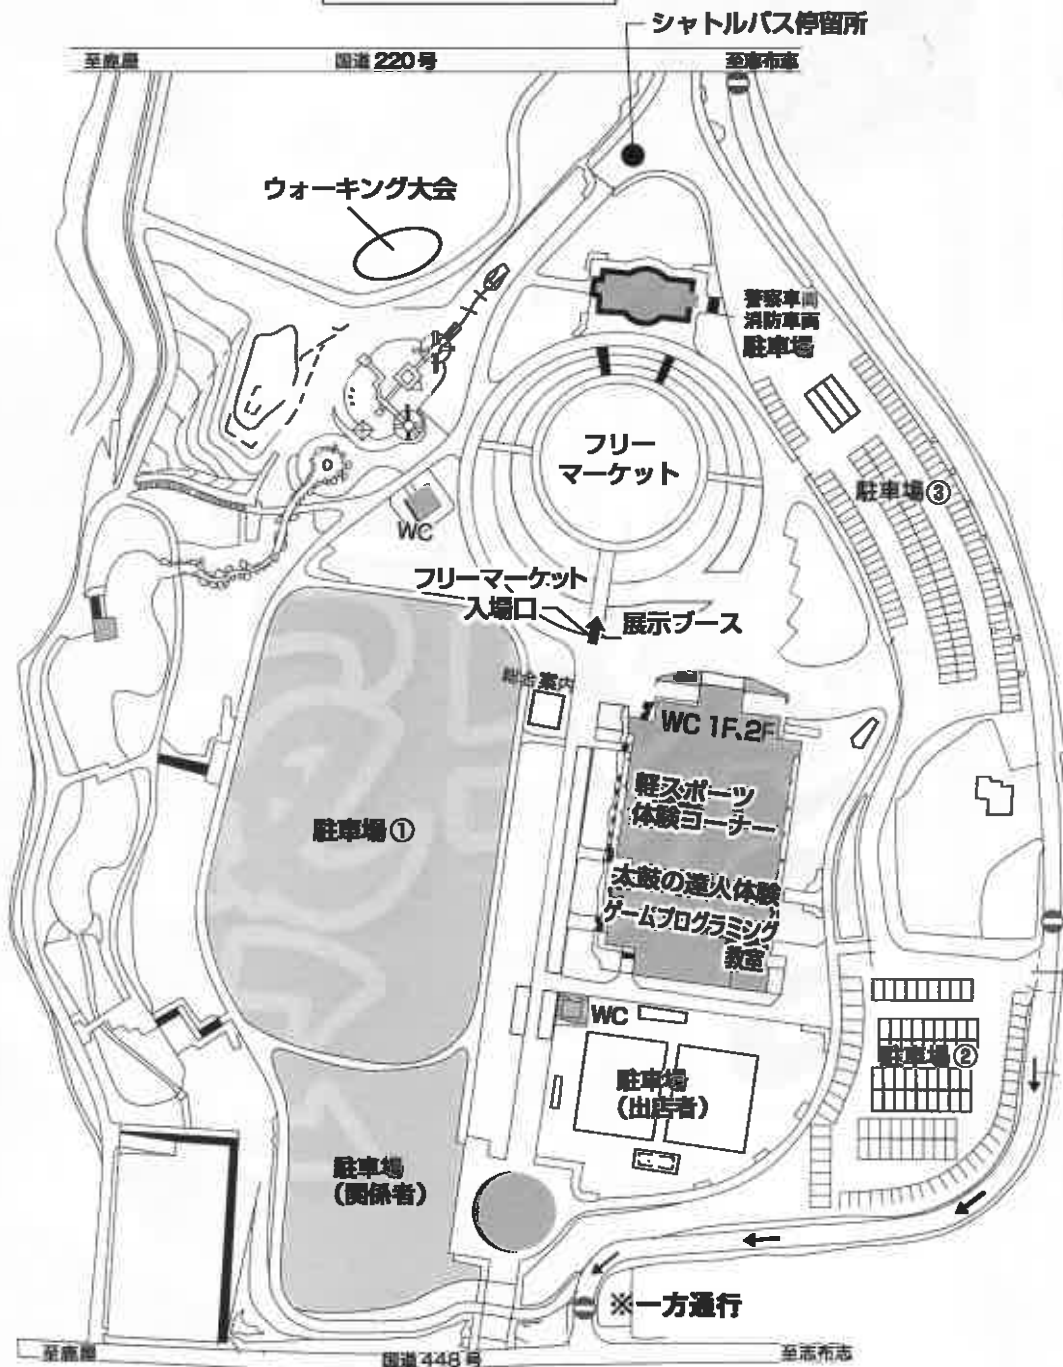 シャトルバス停留所
至鹿屋
国道 220号
至志布志
ウォーキング大会
警察車両
消防車両
駐車場
フリー
マーケット
駐車場③
WC
フリーマーケット
入場口
展示ブース
総合案内
WC 1F、2F
軽スポーツ
体験コーナー
駐車場①
太鼓の達人体験
ゲームプログラミング
教室
WC
駐車場②
駐車場
(出店者)
駐車場
(関係者)
※一方通行
至鹿屋
国道 448号
至志布志